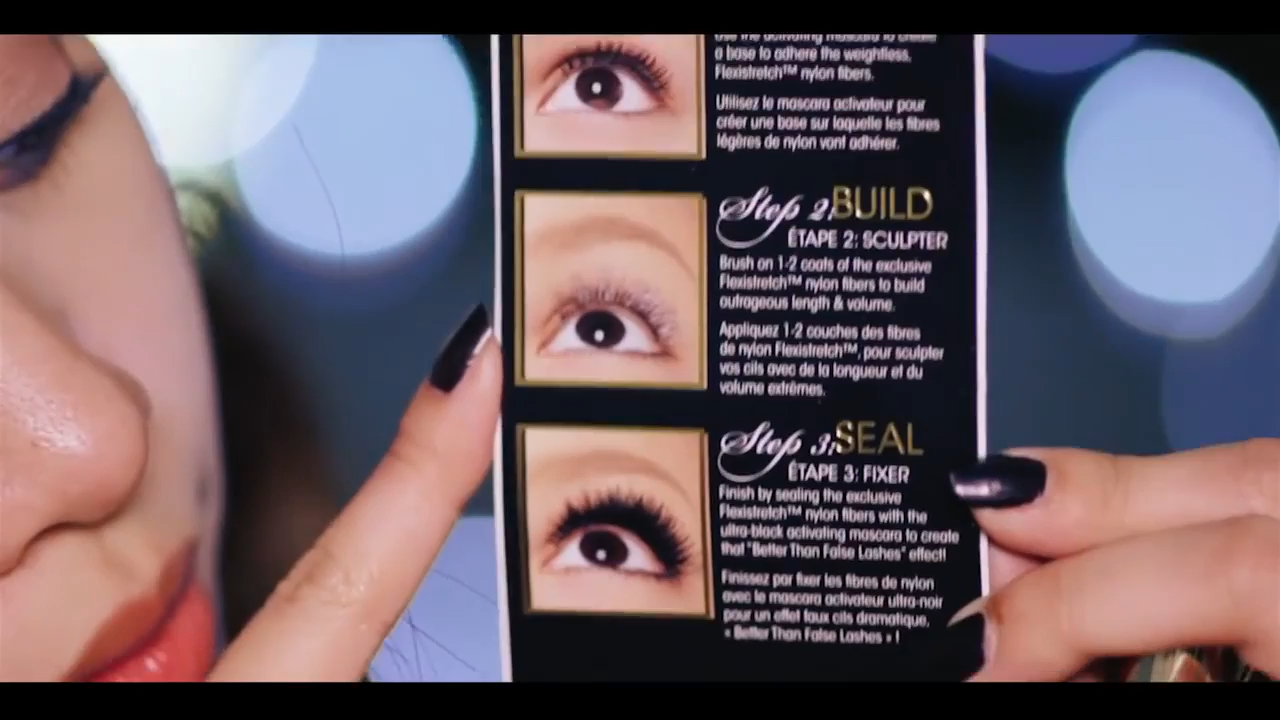 use the activating mascara to create
a base to adhere the weightless,
Flexistretch™ nylon fibers.
Utilisez le mascara activateur pour
créer une base sur laquelle les fibres
légères de nylon vont adhérer.
Step 2: BUILD
ÉTAPE 2: SCULPTER
Brush on 1-2 coats of the exclusive
Flexistretch™ nylon fibers to build
outrageous length & volume.
Appliquez 1-2 couches des fibres
de nylon Flexistretch™, pour sculpter
vos cils avec de la longueur et du
volume extrêmes.
Step 3: SEAL
ÉTAPE 3: FIXER
Finish by sealing the exclusive
Flexistretch™ nylon fibers with the
ultra-black activating mascara to create
that "Better Than False Lashes" effect!
Finissez par fixer les fibres de nylon
avec le mascara activateur ultra-noir
pour un effet faux cils dramatique,
« Better Than False Lashes » !